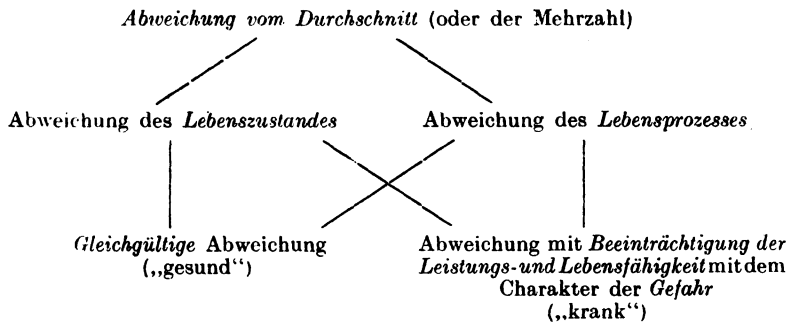 Abweichung vom Durchschnitt (oder der Mehrzahl)
Abweichung des Lebenszustandes Abweichung des Lebensprozesses
Gleichgültige Abweichung Abweichung mit Beeinträchtigung der
(„gesund“) Leistungs- und Lebensfähigkeit mit dem
Charakter der Gefahr
(„krank“)